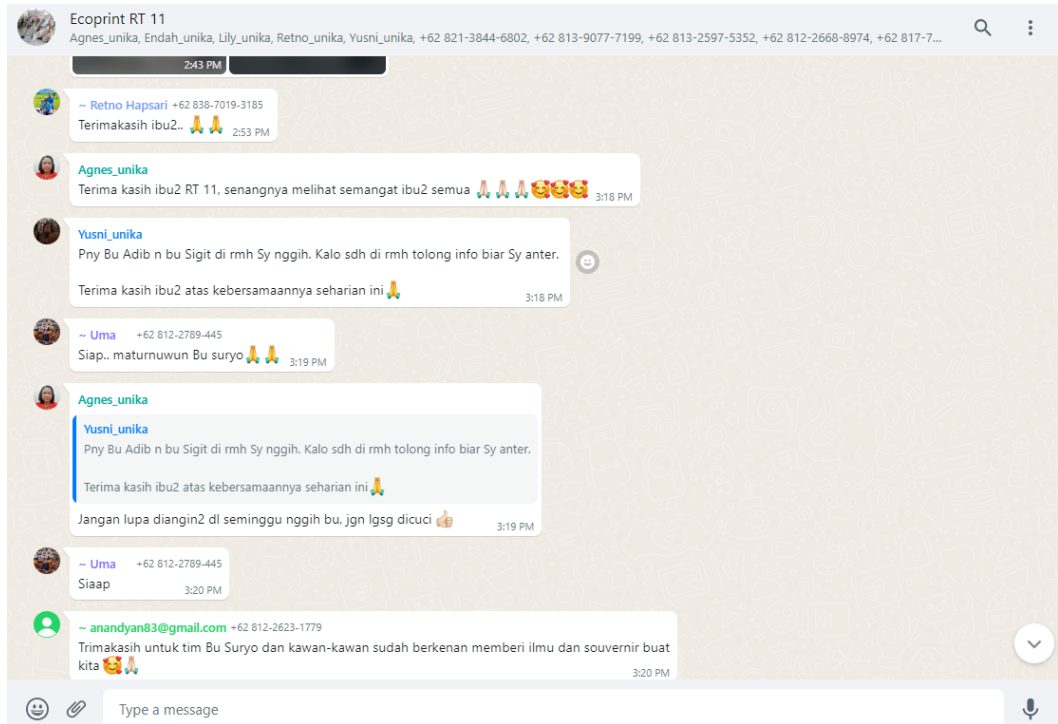 Ecoprint RT 11
Agnes_unika, Endah_unika, Lily_unika, Retno_unika, Yusni_unika, +62 821-3844-6802, +62 813-9077-7199, +62 813-2597-5352, +62 812-2668-8974, +62 817-7...
2:43 PM
~ Retno Hapsari +62 838-7019-3185
Terimakasih ibu2.. 🙏 🙏 2:53 PM
Agnes_unika
Terima kasih ibu2 RT 11, senangnya melihat semangat ibu2 semua 🙏🏻 🙏🏻 🙏🏻🥰🥰🥰 3:18 PM
Yusni_unika
Pny Bu Adib n bu Sigit di rmh Sy nggih. Kalo sdh di rmh tolong info biar Sy anter.
Terima kasih ibu2 atas kebersamaannya seharian ini🙏 3:18 PM
~ Uma +62 812-2789-445
Siap.. maturnuwun Bu suryo🙏 🙏 3:19 PM
Agnes_unika
Yusni_unika
Pny Bu Adib n bu Sigit di rmh Sy nggih. Kalo sdh di rmh tolong info biar Sy anter.
Terima kasih ibu2 atas kebersamaannya seharian ini🙏
Jangan lupa diangin2 dl seminggu nggih bu, jgn lgsg dicuci 👍🏻 3:19 PM
~ Uma +62 812-2789-445
Siaap 3:20 PM
~ anandyan83@gmail.com +62 812-2623-1779
Trimakasih untuk tim Bu Suryo dan kawan-kawan sudah berkenan memberi ilmu dan souvernir buat
kita 🥰🙏🏻 3:20 PM
Type a message